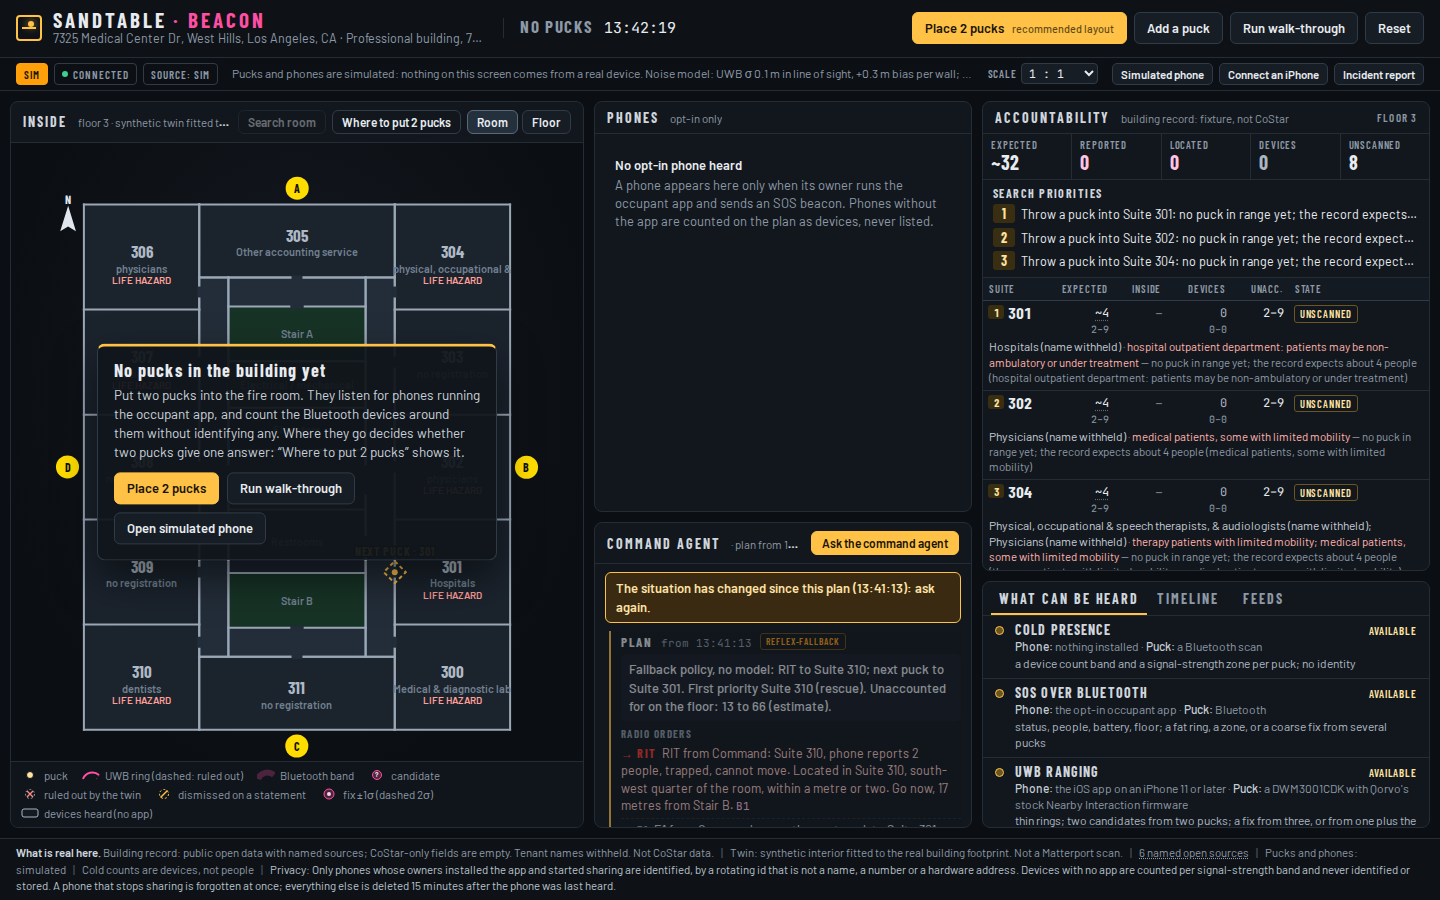 SANDTABLE · BEACON
7325 Medical Center Dr, West Hills, Los Angeles, CA · Professional building, 7...
NO PUCKS 13:42:19
Place 2 pucks recommended layout
Add a puck
Run walk-through
Reset
SIM
CONNECTED
SOURCE: SIM
Pucks and phones are simulated: nothing on this screen comes from a real device. Noise model: UWB σ 0.1 m in line of sight, +0.3 m bias per wall; ...
SCALE 1 : 1
Simulated phone
Connect an iPhone
Incident report
INSIDE floor 3 · synthetic twin fitted t...
Search room
Where to put 2 pucks
Room
Floor
A
N
305
Other accounting service
306
physicians
LIFE HAZARD
304
physical, occupational &
LIFE HAZARD
Stair A
No pucks in the building yet
Put two pucks into the fire room. They listen for phones running
the occupant app, and count the Bluetooth devices around
them without identifying any. Where they go decides whether
two pucks give one answer: “Where to put 2 pucks” shows it.
Place 2 pucks
Run walk-through
Open simulated phone
D
B
NEXT PUCK · 301
309
no registration
301
Hospitals
LIFE HAZARD
Stair B
310
dentists
LIFE HAZARD
311
no registration
300
Medical & diagnostic lab
LIFE HAZARD
C
puck
UWB ring (dashed: ruled out)
Bluetooth band
candidate
ruled out by the twin
dismissed on a statement
fix ±1σ (dashed 2σ)
devices heard (no app)
PHONES opt-in only
No opt-in phone heard
A phone appears here only when its owner runs the
occupant app and sends an SOS beacon. Phones without
the app are counted on the plan as devices, never listed.
COMMAND AGENT · plan from 1...
Ask the command agent
The situation has changed since this plan (13:41:13): ask
again.
PLAN from 13:41:13 REFLEX-FALLBACK
Fallback policy, no model: RIT to Suite 310; next puck to
Suite 301. First priority Suite 310 (rescue). Unaccounted
for on the floor: 13 to 66 (estimate).
RADIO ORDERS
→ RIT RIT from Command: Suite 310, phone reports 2
people, trapped, cannot move. Located in Suite 310, south-
west quarter of the room, within a metre or two. Go now, 17
metres from Stair B. B1
ACCOUNTABILITY building record: fixture, not CoStar
FLOOR 3
EXPECTED REPORTED LOCATED DEVICES UNSCANNED
~32 0 0 0 8
SEARCH PRIORITIES
1 Throw a puck into Suite 301: no puck in range yet; the record expects...
2 Throw a puck into Suite 302: no puck in range yet; the record expect...
3 Throw a puck into Suite 304: no puck in range yet; the record expect...
SUITE EXPECTED INSIDE DEVICES UNACC. STATE
1 301 ~4 – 0 2–9 UNSCANNED
2–9 0–0
Hospitals (name withheld) · hospital outpatient department: patients may be non-
ambulatory or under treatment — no puck in range yet; the record expects about 4 people
(hospital outpatient department: patients may be non-ambulatory or under treatment)
2 302 ~4 – 0 2–9 UNSCANNED
2–9 0–0
Physicians (name withheld) · medical patients, some with limited mobility — no puck in
range yet; the record expects about 4 people (medical patients, some with limited
mobility)
3 304 ~4 – 0 2–9 UNSCANNED
2–9 0–0
Physical, occupational & speech therapists, & audiologists (name withheld);
Physicians (name withheld) · therapy patients with limited mobility; medical patients,
some with limited mobility — no puck in range yet; the record expects about 4 people
WHAT CAN BE HEARD
TIMELINE
FEEDS
COLD PRESENCE AVAILABLE
Phone: nothing installed · Puck: a Bluetooth scan
a device count band and a signal-strength zone per puck; no identity
SOS OVER BLUETOOTH AVAILABLE
Phone: the opt-in occupant app · Puck: Bluetooth
status, people, battery, floor; a fat ring, a zone, or a coarse fix from several
pucks
UWB RANGING AVAILABLE
Phone: the iOS app on an iPhone 11 or later · Puck: a DWM3001CDK with Qorvo's
stock Nearby Interaction firmware
thin rings; two candidates from two pucks; a fix from three, or from one plus the
What is real here. Building record: public open data with named sources; CoStar-only fields are empty. Tenant names withheld. Not CoStar data. | Twin: synthetic interior fitted to the real building footprint. Not a Matterport scan. | 6 named open sources | Pucks and phones:
simulated | Cold counts are devices, not people | Privacy: Only phones whose owners installed the app and started sharing are identified, by a rotating id that is not a name, a number or a hardware address. Devices with no app are counted per signal-strength band and never identified or
stored. A phone that stops sharing is forgotten at once; everything else is deleted 15 minutes after the phone was last heard.